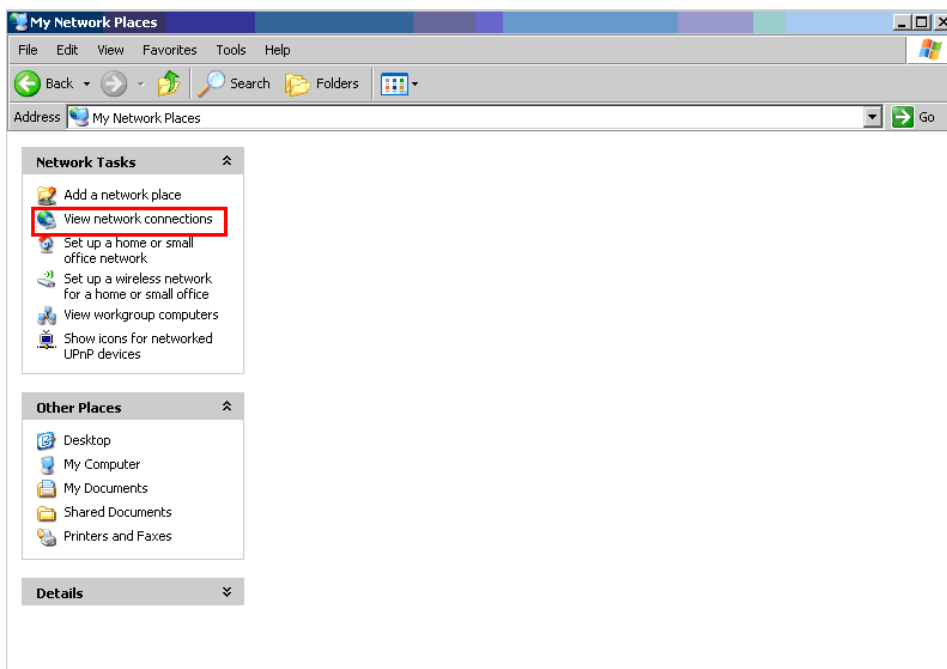 My Network Places
File Edit View Favorites Tools Help
Back Search Folders
Address My Network Places Go
Network Tasks
Add a network place
View network connections
Set up a home or small
office network
Set up a wireless network
for a home or small office
View workgroup computers
Show icons for networked
UPnP devices
Other Places
Desktop
My Computer
My Documents
Shared Documents
Printers and Faxes
Details